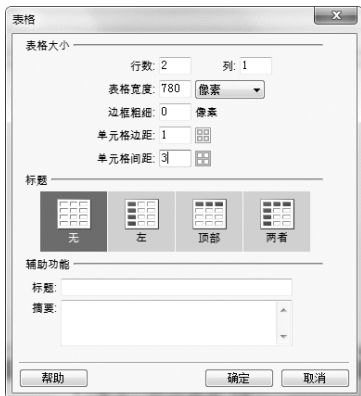 表格
表格大小
行数: 2 列: 1
表格宽度: 780 像素
边框粗细: 0 像素
单元格边距: 1
单元格间距: 3
标题
无 左 顶部 两者
辅助功能
标题:
摘要:
帮助 确定 取消